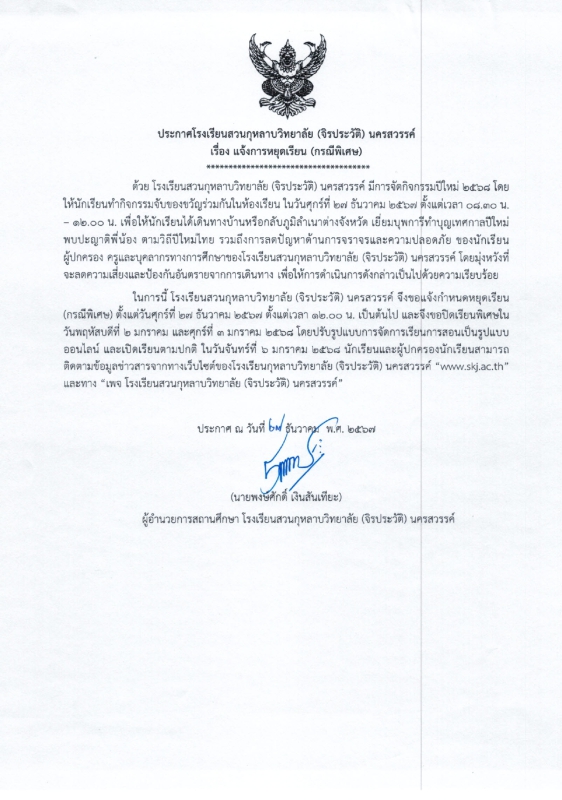 ประกาศโรงเรียนสวนกุหลาบวิทยาลัย (จิรประวัติ) นครสวรรค์
เรื่อง แจ้งการหยุดเรียน (กรณีพิเศษ)
*************************************
ด้วย โรงเรียนสวนกุหลาบวิทยาลัย (จิรประวัติ) นครสวรรค์ มีการจัดกิจกรรมปีใหม่ ๒๕๖๘ โดย
ให้นักเรียนทำกิจกรรมจับของขวัญร่วมกันในห้องเรียน ในวันศุกร์ที่ ๒๗ ธันวาคม ๒๕๖๗ ตั้งแต่เวลา ๐๘.๓๐ น.
– ๑๒.๐๐ น. เพื่อให้นักเรียนได้เดินทางบ้านหรือกลับภูมิลำเนาต่างจังหวัด เยี่ยมบุพการีทำบุญเทศกาลปีใหม่
พบปะญาติพี่น้อง ตามวิถีปีใหม่ไทย รวมถึงการลดปัญหาด้านการจราจรและความปลอดภัย ของนักเรียน
ผู้ปกครอง ครูและบุคลากรทางการศึกษาของโรงเรียนสวนกุหลาบวิทยาลัย (จิรประวัติ) นครสวรรค์ โดยมุ่งหวังที่
จะลดความเสี่ยงและป้องกันอันตรายจากการเดินทาง เพื่อให้การดำเนินการดังกล่าวเป็นไปด้วยความเรียบร้อย
ในการนี้ โรงเรียนสวนกุหลาบวิทยาลัย (จิรประวัติ) นครสวรรค์ จึงขอแจ้งกำหนดหยุดเรียน
(กรณีพิเศษ) ตั้งแต่วันศุกร์ที่ ๒๗ ธันวาคม ๒๕๖๗ ตั้งแต่เวลา ๑๒.๐๐ น. เป็นต้นไป และจึงขอปิดเรียนพิเศษใน
วันพฤหัสบดีที่ ๒ มกราคม และศุกร์ที่ ๓ มกราคม ๒๕๖๘ โดยปรับรูปแบบการจัดการเรียนการสอนเป็นรูปแบบ
ออนไลน์ และเปิดเรียนตามปกติ ในวันจันทร์ที่ ๖ มกราคม ๒๕๖๘ นักเรียนและผู้ปกครองนักเรียนสามารถ
ติดตามข้อมูลข่าวสารจากทางเว็บไซต์ของโรงเรียนกุหลาบวิทยาลัย (จิรประวัติ) นครสวรรค์ “www.skj.ac.th”
และทาง “เพจ โรงเรียนสวนกุหลาบวิทยาลัย (จิรประวัติ) นครสวรรค์”
ประกาศ ณ วันที่ ธันวาคม พ.ศ. ๒๕๖๗
(นายพงษ์ศักดิ์ เงินสันเทียะ)
ผู้อำนวยการสถานศึกษา โรงเรียนสวนกุหลาบวิทยาลัย (จิรประวัติ) นครสวรรค์